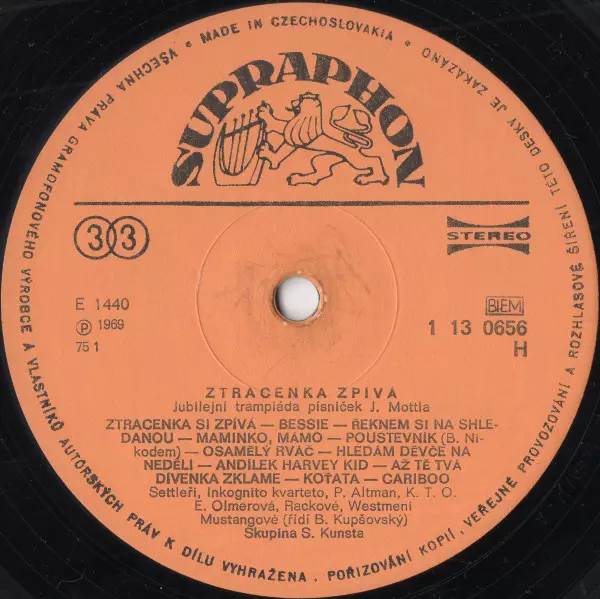 VŠECHNA PRÁVA GRAMOFONOVÉHO VÝROBCE A VLASTNÍKŮ AUTORSKÝCH PRÁV K DÍLU VYHRAŽENA . POŘIZOVÁNÍ KOPIÍ, VEŘEJNÉ PROVOZOVÁNÍ A ROZHLASOVÉ ŠÍŘENÍ TÉTO DESKY JE ZAKÁZÁNO • MADE IN CZECHOSLOVAKIA •
SUPRAPHON
33
STEREO
E 1440
℗ 1969
75 1
BIEM
1 13 0656
H
ZTRACENKA ZPÍVÁ
Jubilejní trampiáda písniček J. Mottla
ZTRACENKA SI ZPÍVÁ – BESSIE – ŘEKNEM SI NA SHLE-
DANOU – MAMINKO, MAMO – POUSTEVNÍK (B. Ni-
kodem) – OSAMĚLÝ RVÁČ – HLEDÁM DĚVČE NA
NEDĚLI – ANDÍLEK HARVEY KID – AŽ TĚ TVÁ
DÍVENKA ZKLAME – KOŤATA – CARIBOO
Settleři, inkognito kvarteto, P. Altman, K. T. O.
E. Olmerová, Rackové, Westmeni
Mustangové (řídí B. Kupšovský)
Skupina S. Kunsta